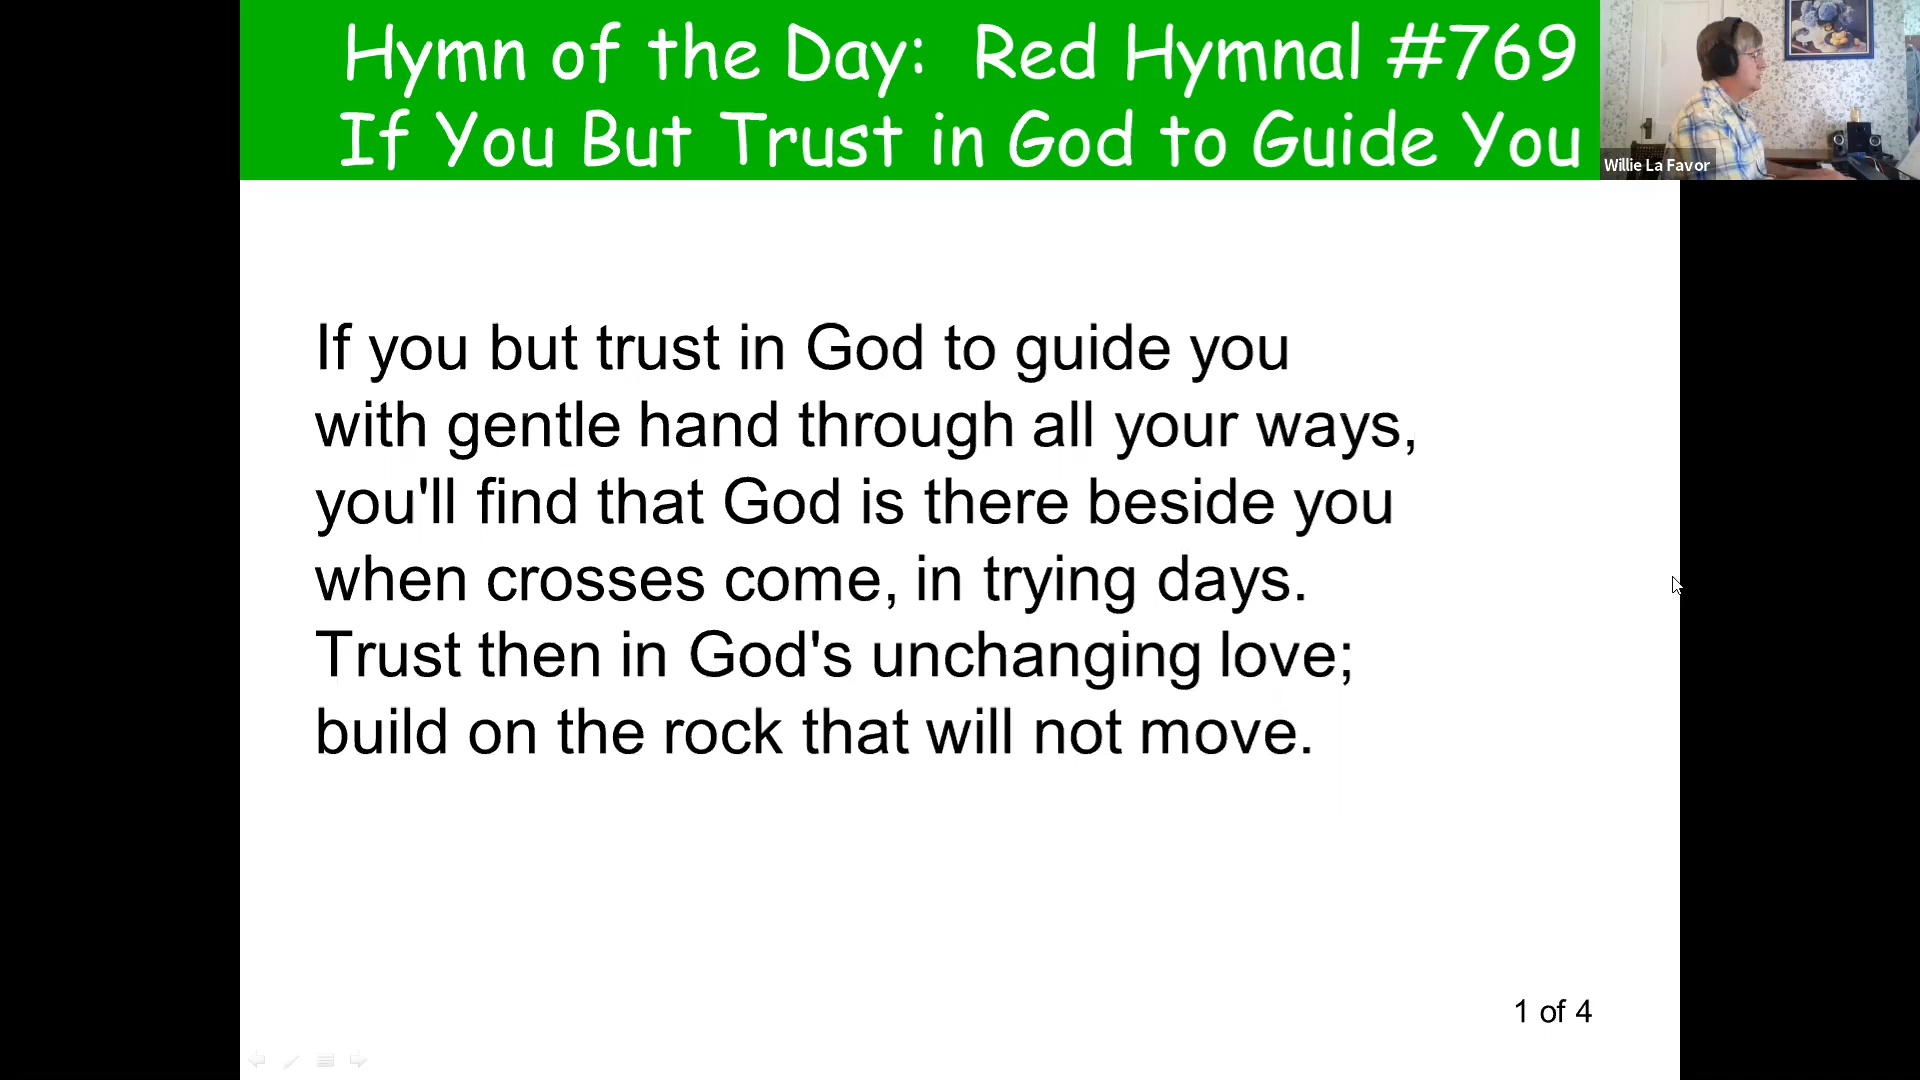 Hymn of the Day: Red Hymnal #769
If You But Trust in God to Guide You
Willie La Favor
If you but trust in God to guide you
with gentle hand through all your ways,
you'll find that God is there beside you
when crosses come, in trying days.
Trust then in God's unchanging love;
build on the rock that will not move.
1 of 4